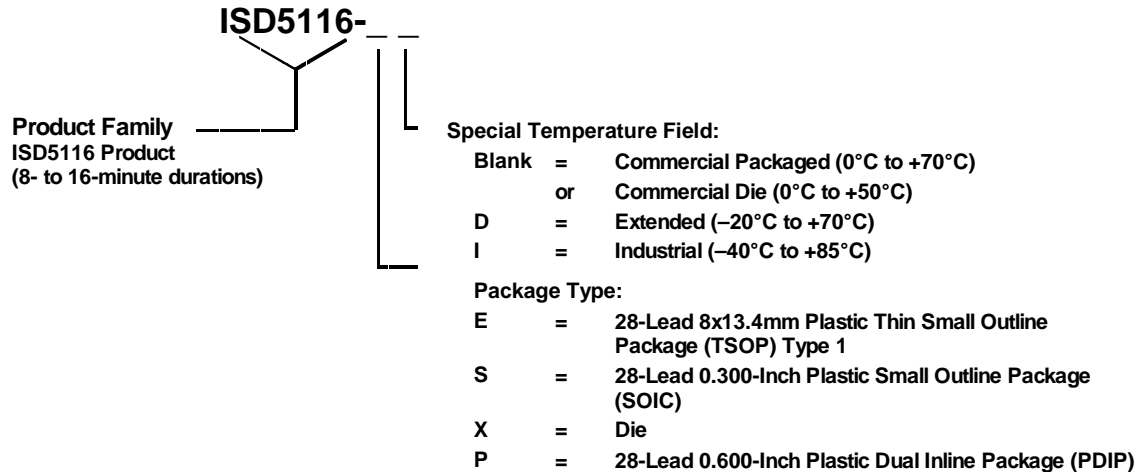 ISD5116-_ _
Product Family
ISD5116 Product
(8- to 16-minute durations)
Special Temperature Field:
Blank = Commercial Packaged (0°C to +70°C)
or Commercial Die (0°C to +50°C)
D = Extended (–20°C to +70°C)
I = Industrial (–40°C to +85°C)
Package Type:
E = 28-Lead 8x13.4mm Plastic Thin Small Outline
Package (TSOP) Type 1
S = 28-Lead 0.300-Inch Plastic Small Outline Package
(SOIC)
X = Die
P = 28-Lead 0.600-Inch Plastic Dual Inline Package (PDIP)